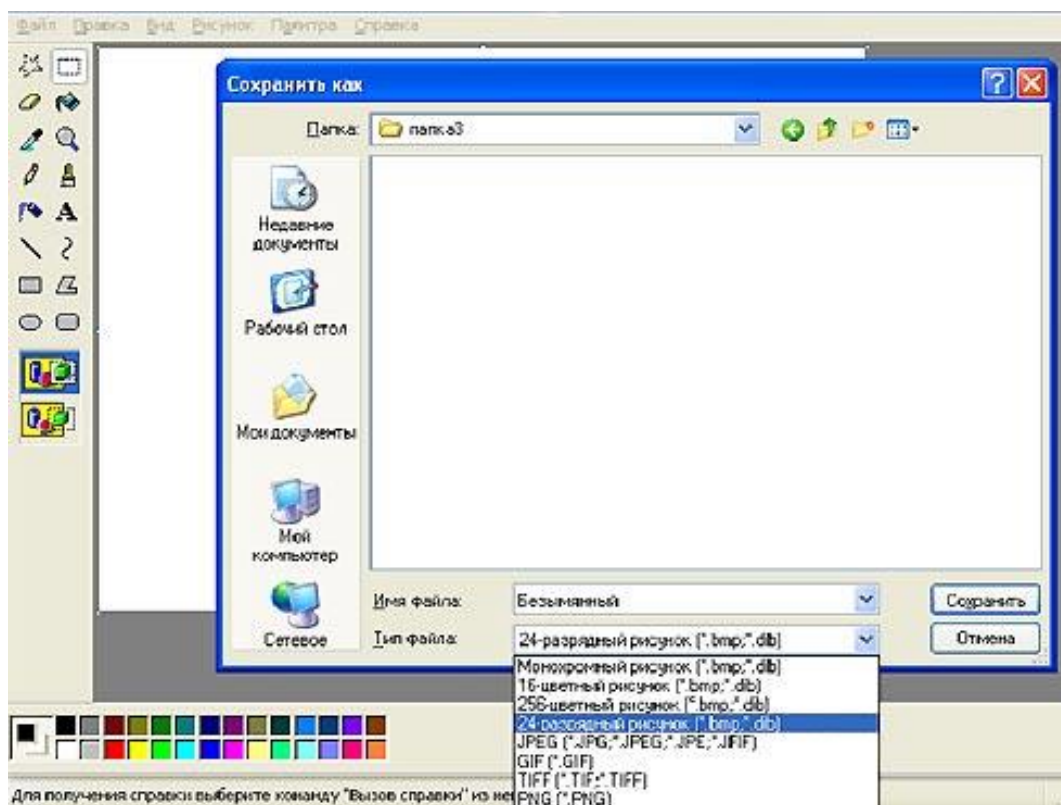 Файл Правка Вид Рисунок Палитра Справка
Сохранить как
Папка: папка3
Недавние
документы
Рабочий стол
Мои документы
Мой
компьютер
Сетевое
Имя файла: Безымянный Сохранить
Тип файла: 24-разрядный рисунок (*.bmp;*.dib) Отмена
Монохромный рисунок (*.bmp;*.dib)
16-цветный рисунок (*.bmp;*.dib)
256-цветный рисунок (*.bmp;*.dib)
24-разрядный рисунок (*.bmp;*.dib)
JPEG (*.JPG;*.JPEG;*.JPE;*.JFIF)
GIF (*.GIF)
TIFF (*.TIF;*.TIFF)
PNG (*.PNG)
Для получения справки выберите команду "Вызов справки" из